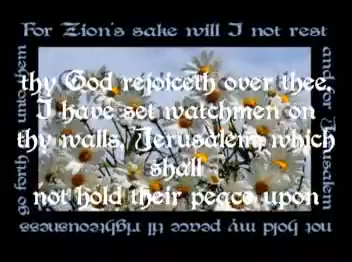 For Zion's sake will I not rest
thy God rejoiceth over thee.
I have set watchmen on
thy walls, Jerusalem, which
shall
not hold their peace upon
and for Jerusalem
not hold my peace til righteousness
go forth unto them